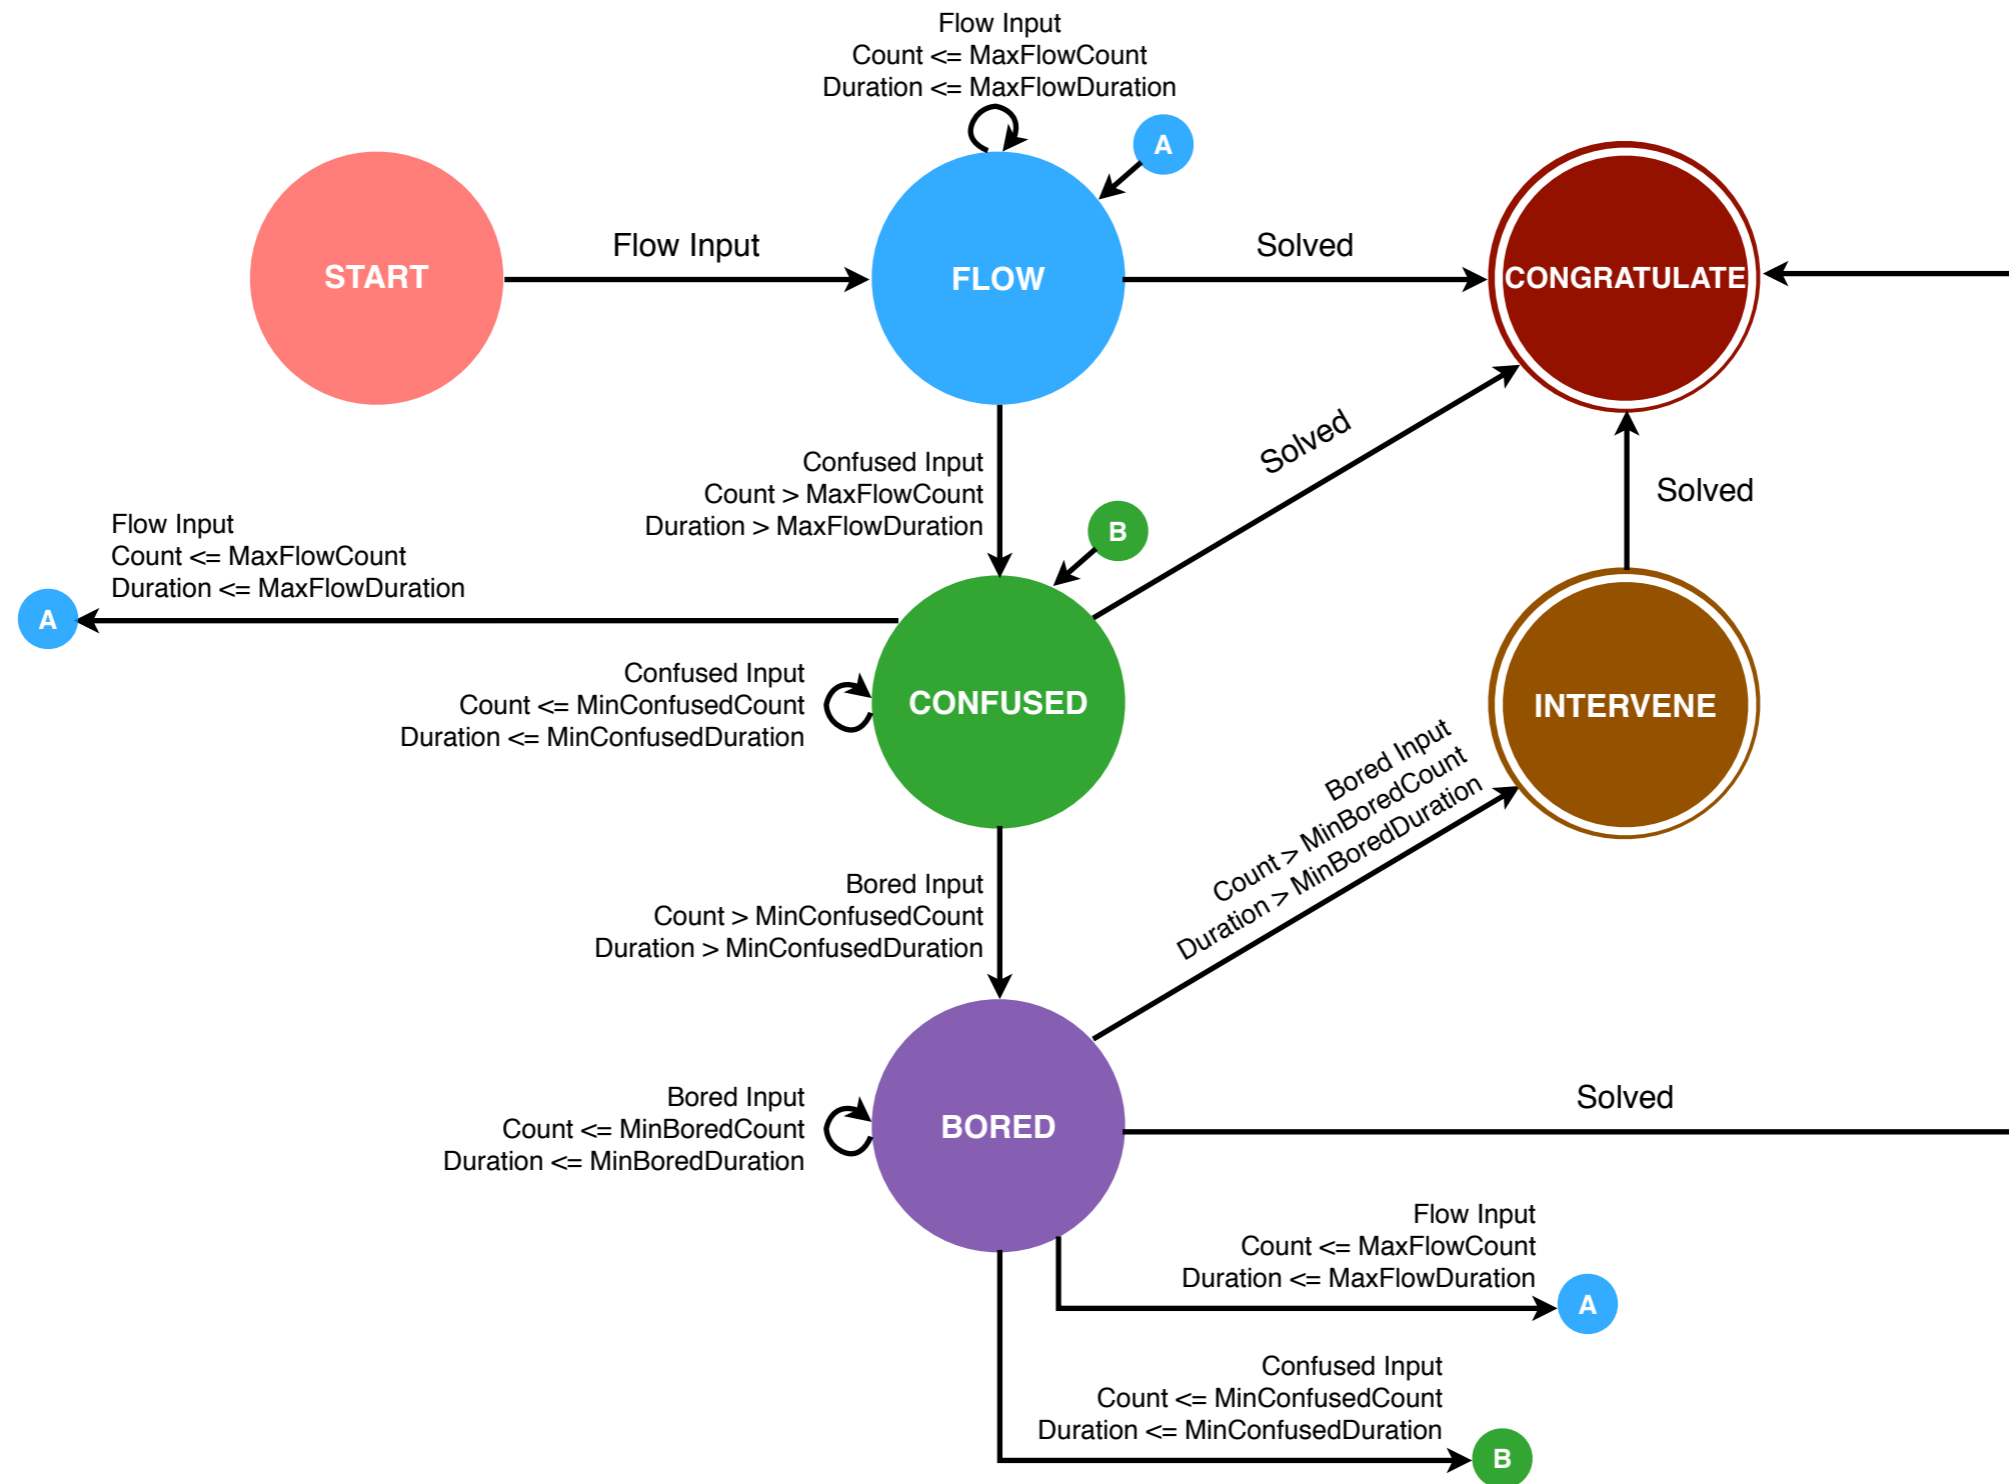 Flow Input
Count <= MaxFlowCount
Duration <= MaxFlowDuration
A
START
Flow Input
FLOW
Solved
CONGRATULATE
Confused Input
Count > MaxFlowCount
Duration > MaxFlowDuration
Solved
Solved
B
Flow Input
Count <= MaxFlowCount
Duration <= MaxFlowDuration
A
Confused Input
Count <= MinConfusedCount
Duration <= MinConfusedDuration
CONFUSED
INTERVENE
Bored Input
Count > MinBoredCount
Duration > MinBoredDuration
Bored Input
Count > MinConfusedCount
Duration > MinConfusedDuration
Bored Input
Count <= MinBoredCount
Duration <= MinBoredDuration
BORED
Solved
Flow Input
Count <= MaxFlowCount
Duration <= MaxFlowDuration
A
Confused Input
Count <= MinConfusedCount
Duration <= MinConfusedDuration
B